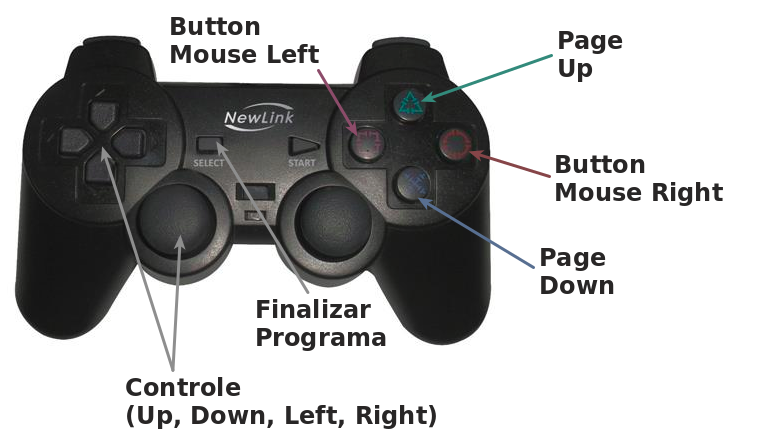 Button
Mouse Left
Page
Up
NewLink
SELECT
START
Button
Mouse Right
Page
Down
Finalizar
Programa
Controle
(Up, Down, Left, Right)